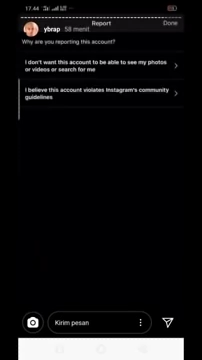 17.44
Report
Done
ybrap 58 menit
Why are you reporting this account?
I don't want this account to be able to see my photos
or videos or search for me
I believe this account violates Instagram's community
guidelines
Kirim pesan